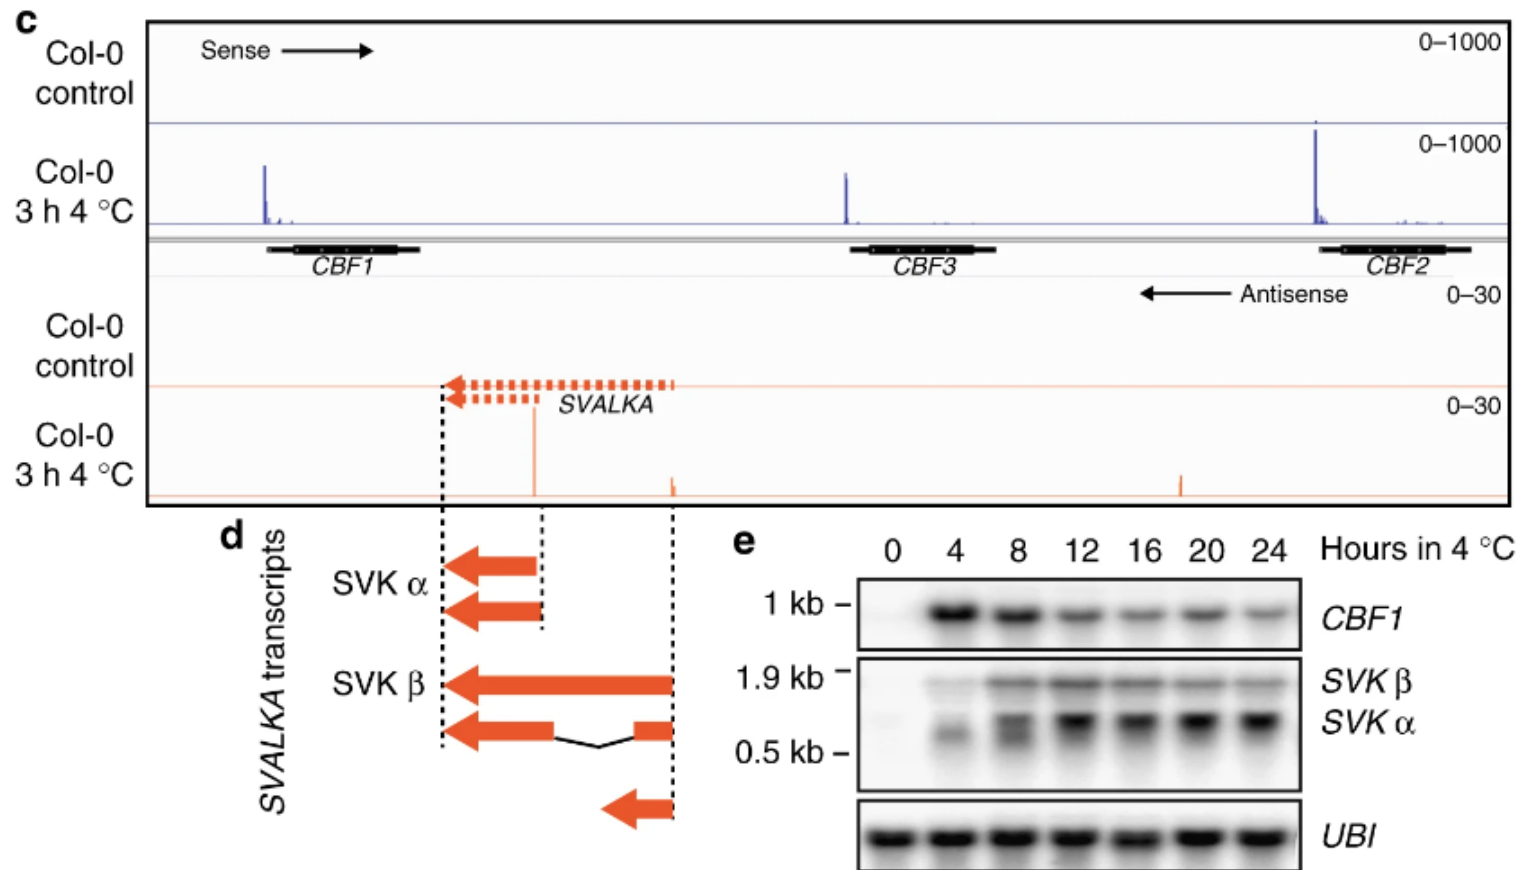 c
Col-0
control
Sense
0–1000
Col-0
3 h 4 °C
0–1000
CBF1
CBF3
CBF2
Antisense
0–30
Col-0
control
SVALKA
Col-0
3 h 4 °C
0–30
d
SVALKA transcripts
SVK α
SVK β
e
0 4 8 12 16 20 24 Hours in 4 °C
1 kb
CBF1
1.9 kb
SVK β
SVK α
0.5 kb
UBI